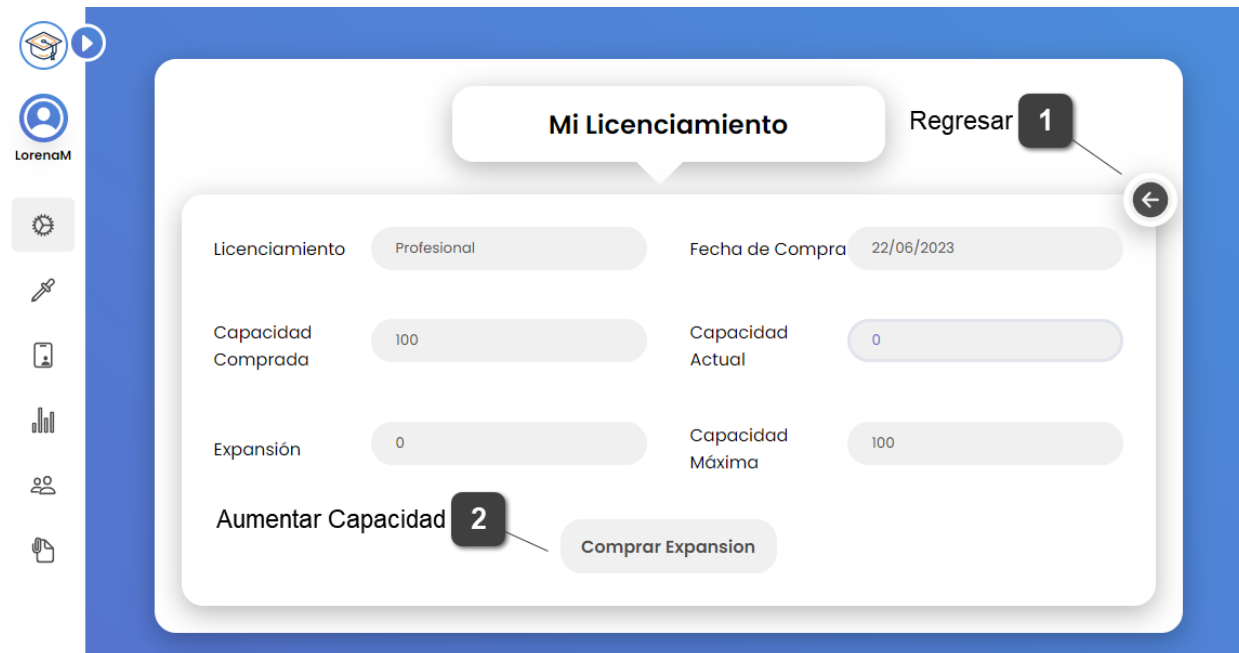 LorenaM
Mi Licenciamiento
Regresar 1
Licenciamiento Profesional
Fecha de Compra 22/06/2023
Capacidad
Comprada
100
Capacidad
Actual
0
Expansión 0
Capacidad
Máxima
100
Aumentar Capacidad 2
Comprar Expansion